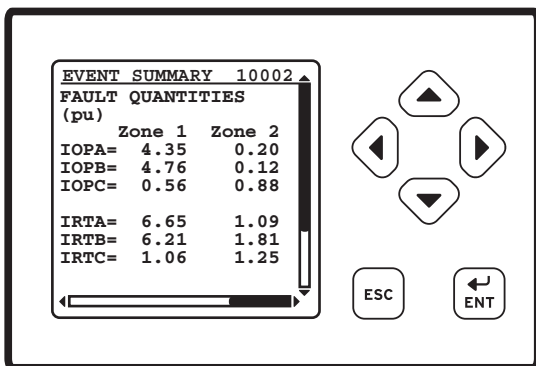 EVENT SUMMARY 10002
FAULT QUANTITIES
(pu)
Zone 1 Zone 2
IOPA= 4.35 0.20
IOPB= 4.76 0.12
IOPC= 0.56 0.88
IRTA= 6.65 1.09
IRTB= 6.21 1.81
IRTC= 1.06 1.25
ESC
ENT